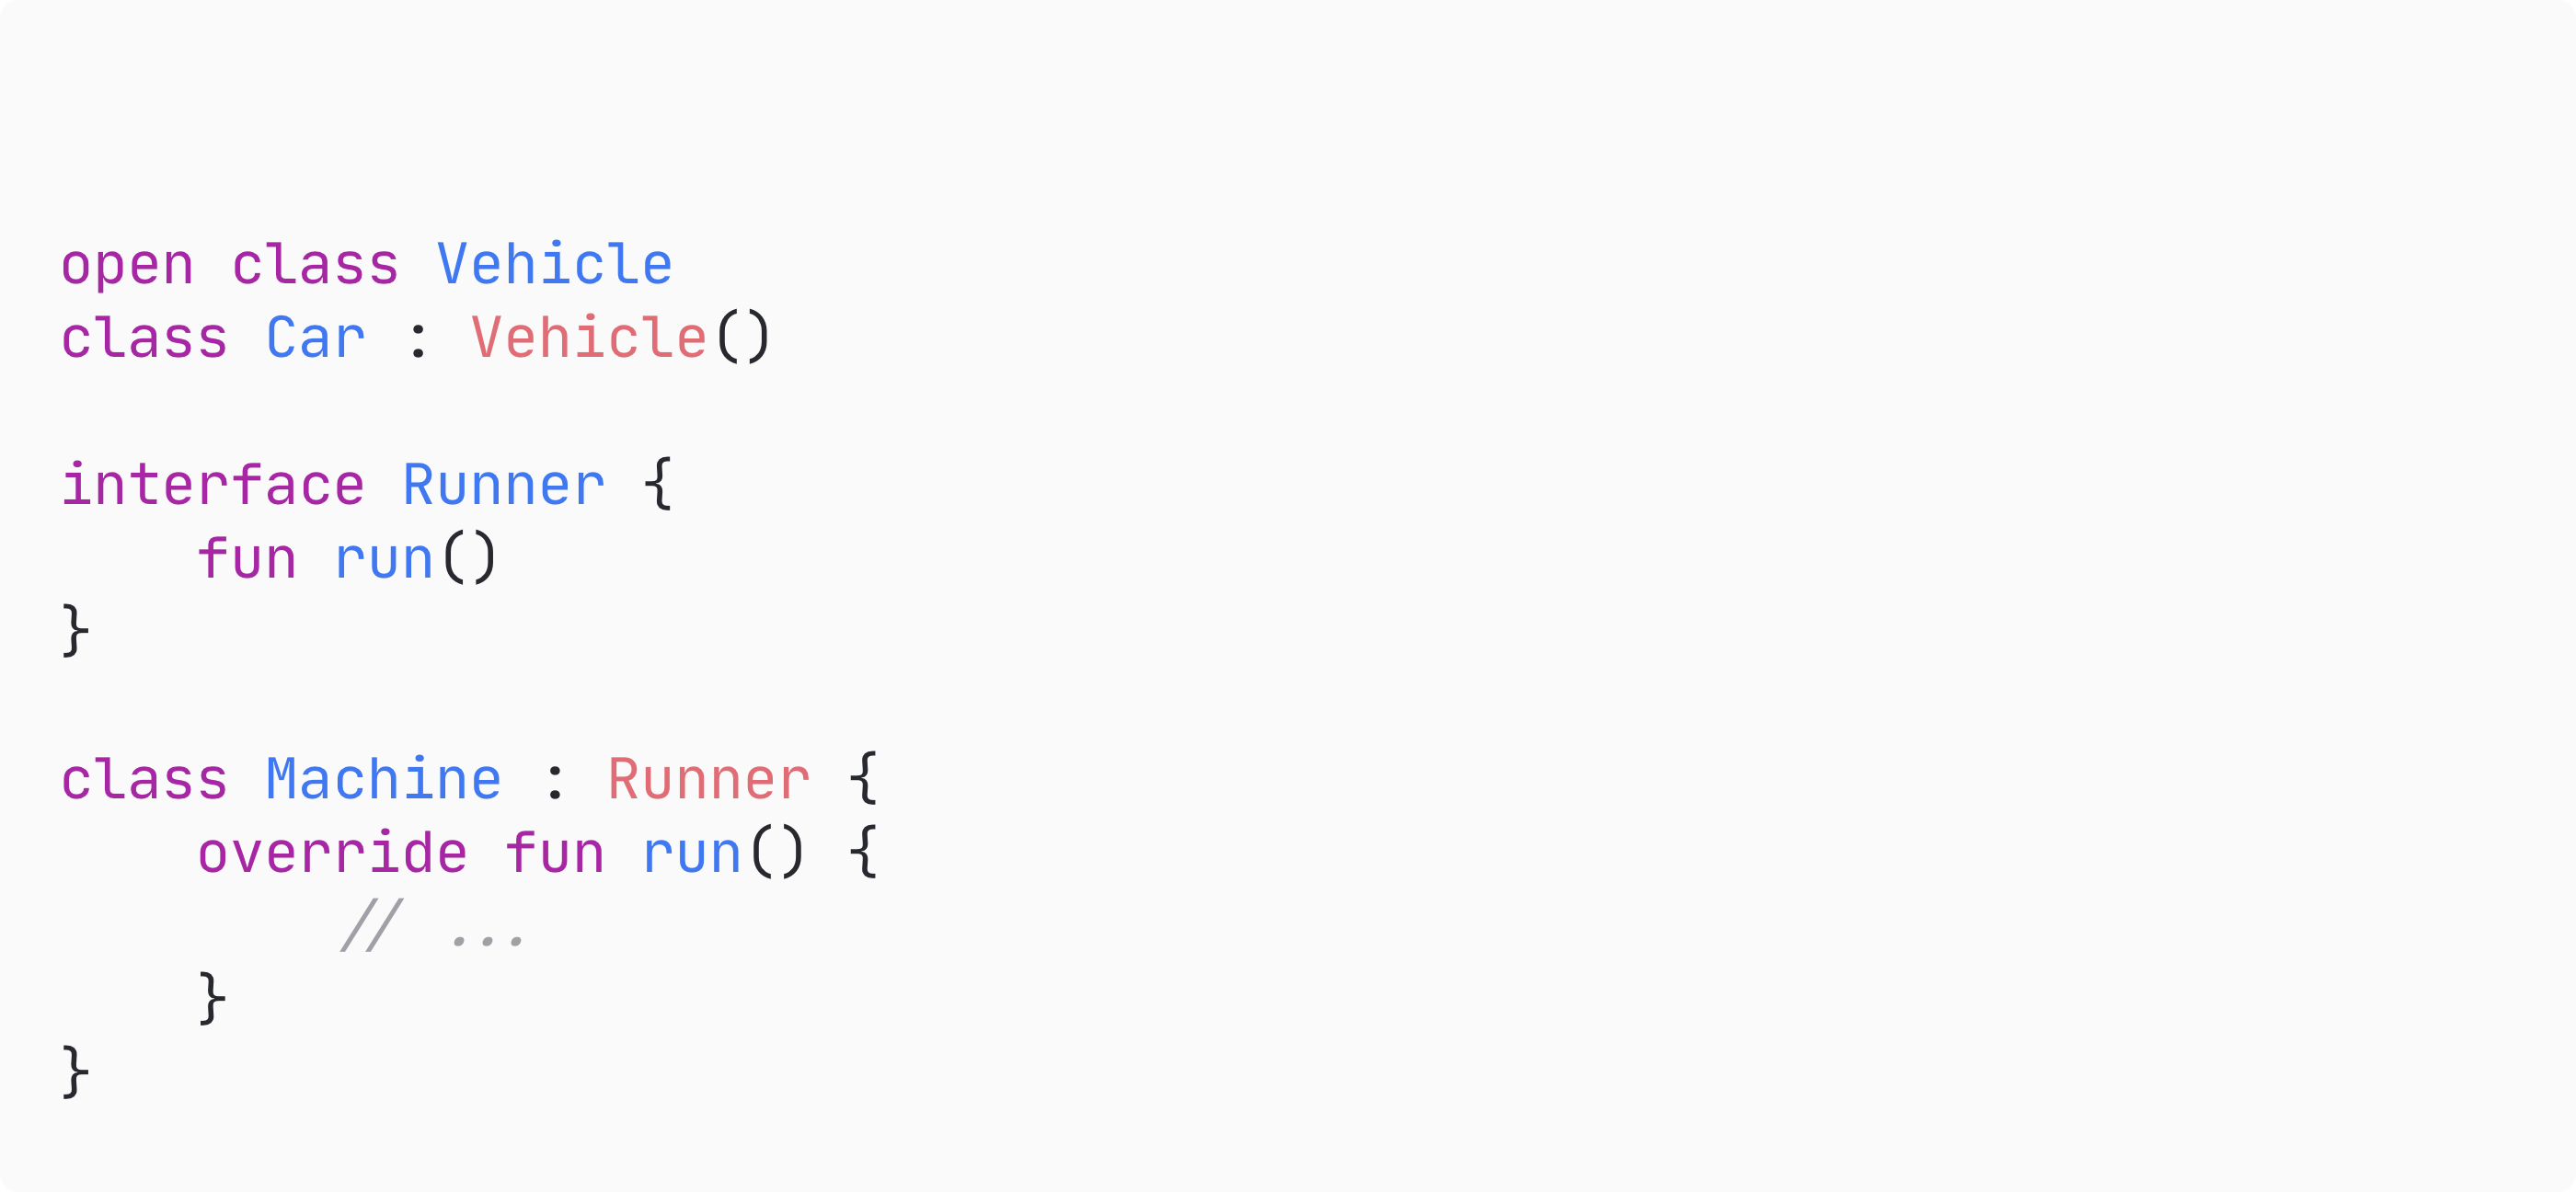 open class Vehicle
class Car : Vehicle()

interface Runner {
    fun run()
}

class Machine : Runner {
    override fun run() {
        // ...
    }
}